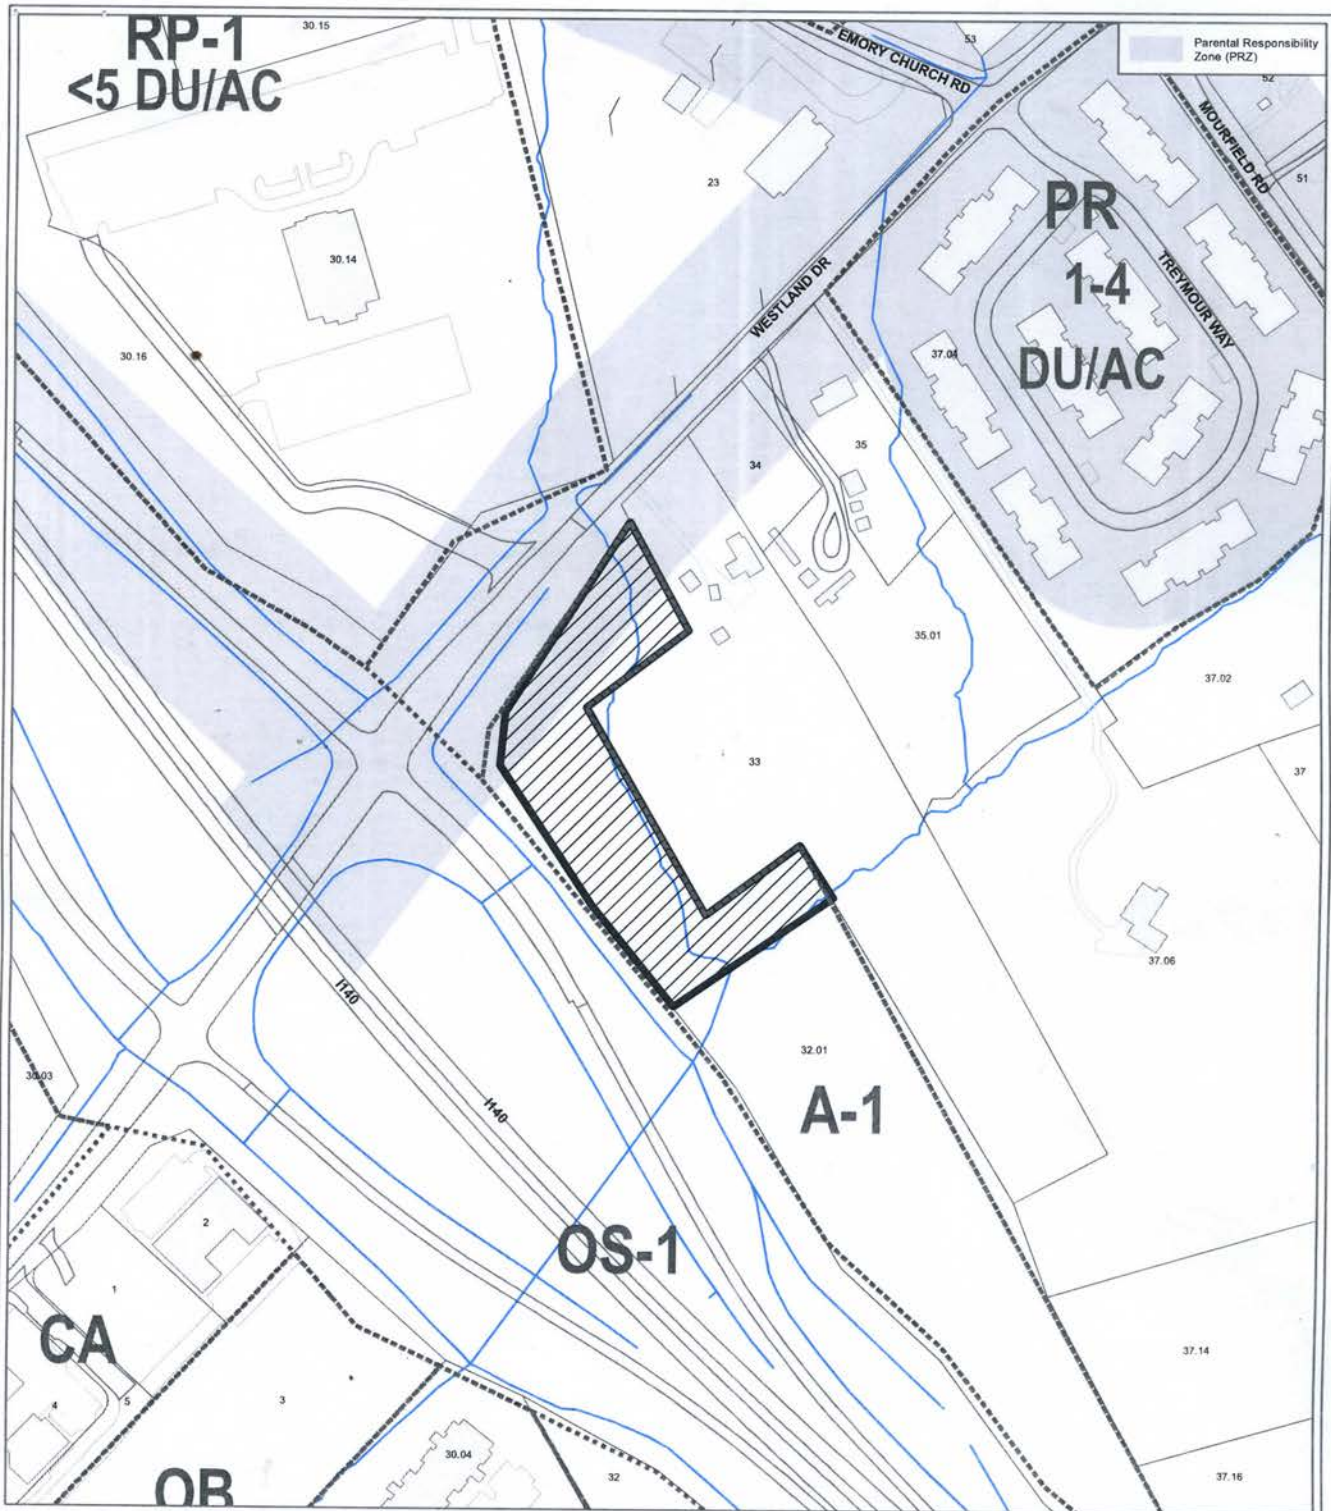 RP-1
<5 DU/AC
30.15
EMORY CHURCH RD
53
Parental Responsibility
Zone (PRZ)
52
MOURFIELD RD
51
23
PR
1-4
DU/AC
TREYMOUR WAY
30.14
WESTLAND DR
30.16
37.01
34
35
35.01
37.02
33
37
37.06
I140
I140
32.01
A-1
30.03
2
OS-1
1
CA
37.14
4
5
3
30.04
32
37.16
OB